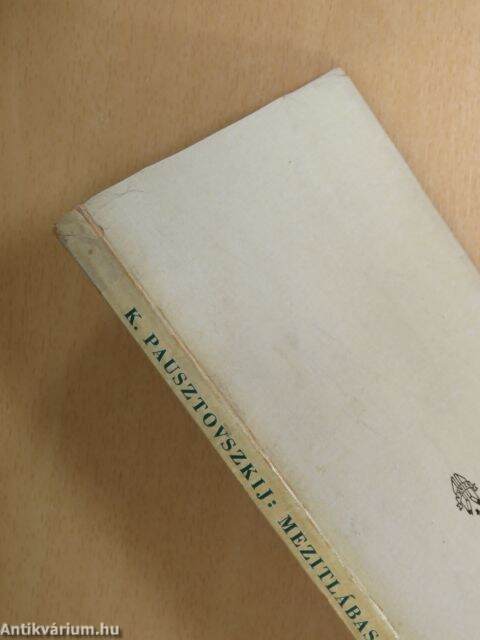 K. PAUSZTOVSZKIJ: MEZITLÁBAS
Antikvárium.hu